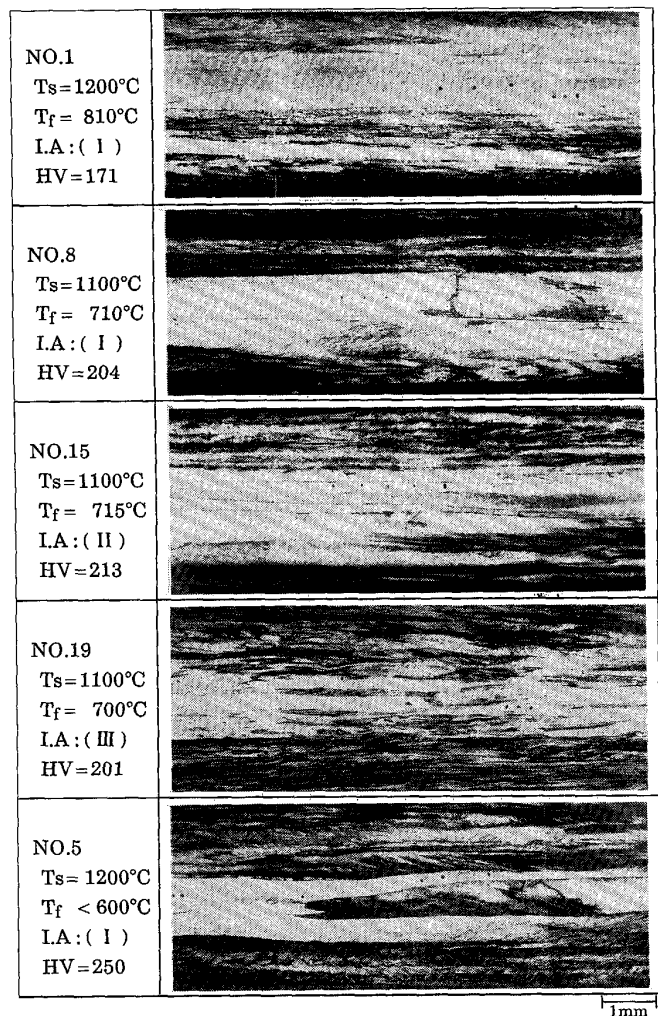 NO.1
Ts=1200°C
Tf= 810°C
I.A:( I )
HV=171
NO.8
Ts=1100°C
Tf= 710°C
I.A:( I )
HV=204
NO.15
Ts=1100°C
Tf= 715°C
I.A:( II )
HV=213
NO.19
Ts=1100°C
Tf= 700°C
I.A:( III )
HV=201
NO.5
Ts= 1200°C
Tf <600°C
I.A:( I )
HV=250
1mm